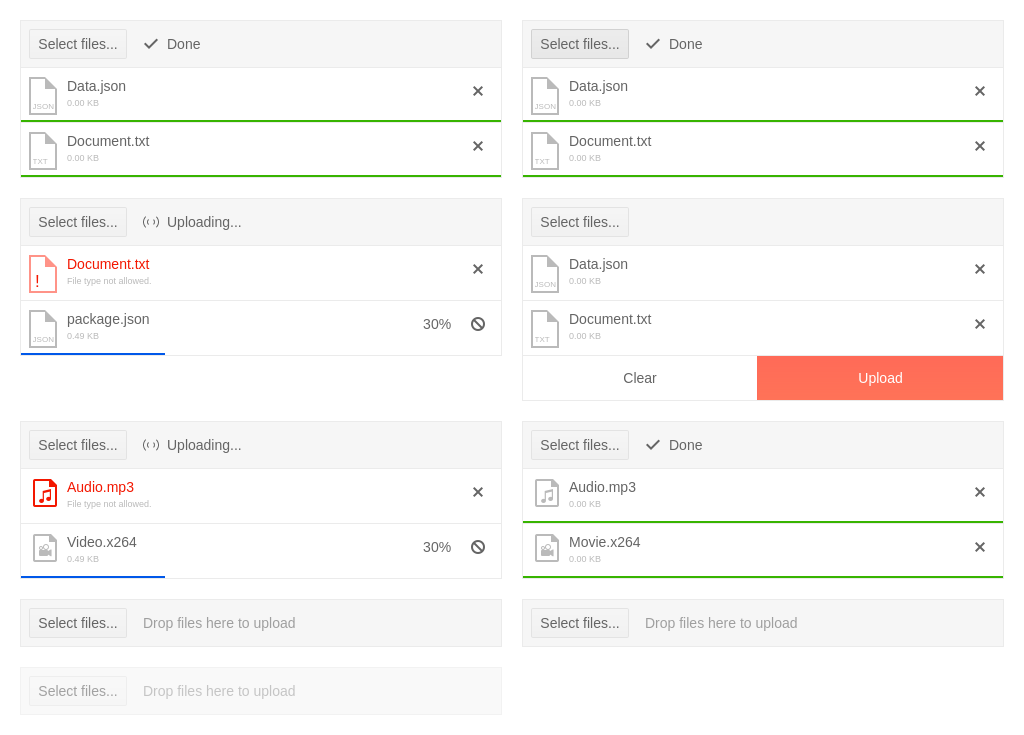 Select files... Done
Data.json
JSON
0.00 KB
Document.txt
TXT
0.00 KB
Select files... Done
Data.json
JSON
0.00 KB
Document.txt
TXT
0.00 KB
Select files... Uploading...
Document.txt
!
File type not allowed.
package.json 30%
JSON
0.49 KB
Select files...
Data.json
JSON
0.00 KB
Document.txt
TXT
0.00 KB
Clear Upload
Select files... Uploading...
Audio.mp3
File type not allowed.
Video.x264 30%
0.49 KB
Select files... Done
Audio.mp3
0.00 KB
Movie.x264
0.00 KB
Select files... Drop files here to upload
Select files... Drop files here to upload
Select files... Drop files here to upload